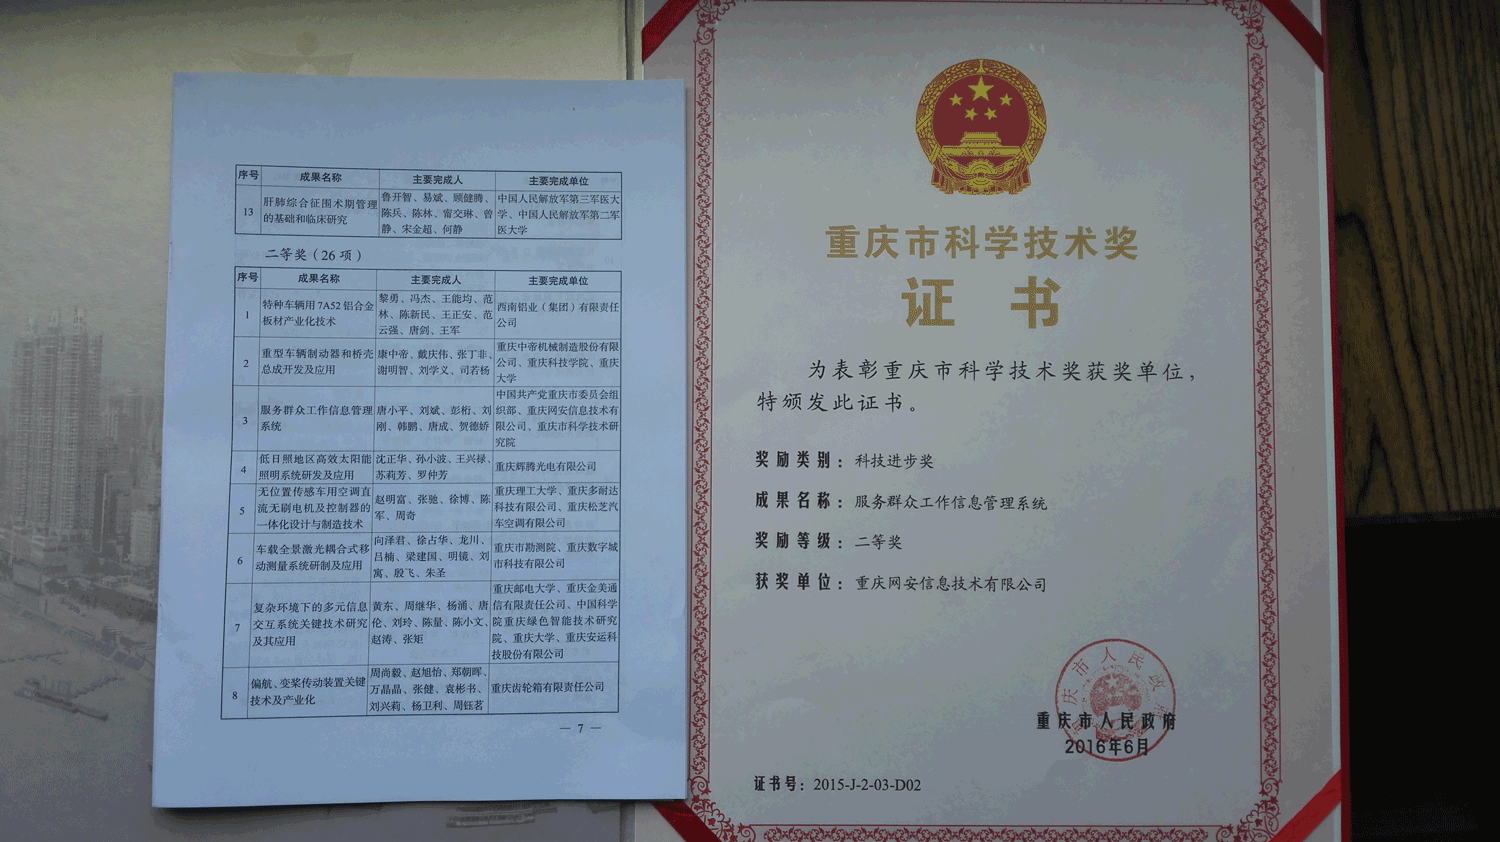 序号 成果名称 主要完成人 主要完成单位
13 肝肺综合征围术期管理的基础和临床研究 鲁开智、易斌、顾健腾、陈兵、陈林、甯交琳、曾静、宋金超、何静 中国人民解放军第三军医大学、中国人民解放军第二军医大学
二等奖（26 项）
序号 成果名称 主要完成人 主要完成单位
1 特种车辆用 7A52 铝合金板材产业化技术 黎勇、冯杰、王能均、范林、陈新民、王正安、范云强、唐剑、王军 西南铝业（集团）有限责任公司
2 重型车辆制动器和桥壳总成开发及应用 康中帝、戴庆伟、张丁非、谢明智、刘学义、司若杨 重庆中帝机械制造股份有限公司、重庆科技学院、重庆大学
3 服务群众工作信息管理系统 唐小平、刘斌、彭桁、刘刚、韩鹏、唐成、贺德娇 中国共产党重庆市委员会组织部、重庆网安信息技术有限公司、重庆市科学技术研究院
4 低日照地区高效太阳能照明系统研发及应用 沈正华、孙小波、王兴禄、苏莉芳、罗仲芳 重庆辉腾光电有限公司
5 无位置传感车用空调直流无刷电机及控制器的一体化设计与制造技术 赵明富、张驰、徐博、陈军、周奇 重庆理工大学、重庆多耐达科技有限公司、重庆松芝汽车空调有限公司
6 车载全景激光耦合式移动测量系统研制及应用 向泽君、徐占华、龙川、吕楠、梁建国、明镜、刘寓、殷飞、朱圣 重庆市勘测院、重庆数字城市科技有限公司
7 复杂环境下的多元信息交互系统关键技术研究及其应用 黄东、周继华、杨浦、唐伦、刘玲、陈量、陈小文、赵涛、张矩 重庆邮电大学、重庆金美通信有限责任公司、中国科学院重庆绿色智能技术研究院、重庆大学、重庆安运科技股份有限公司
8 偏航、变桨传动装置关键技术及产业化 周尚毅、赵旭怡、郑朝晖、万晶晶、张健、袁彬书、刘兴莉、杨卫利、周钰茗 重庆齿轮箱有限责任公司
— 7 —
重庆市科学技术奖
证 书
为表彰重庆市科学技术奖获奖单位，
特颁发此证书。
奖励类别：科技进步奖
成果名称：服务群众工作信息管理系统
奖励等级：二等奖
获奖单位：重庆网安信息技术有限公司
重庆市人民政府
2016年6月
证书号：2015-J-2-03-D02